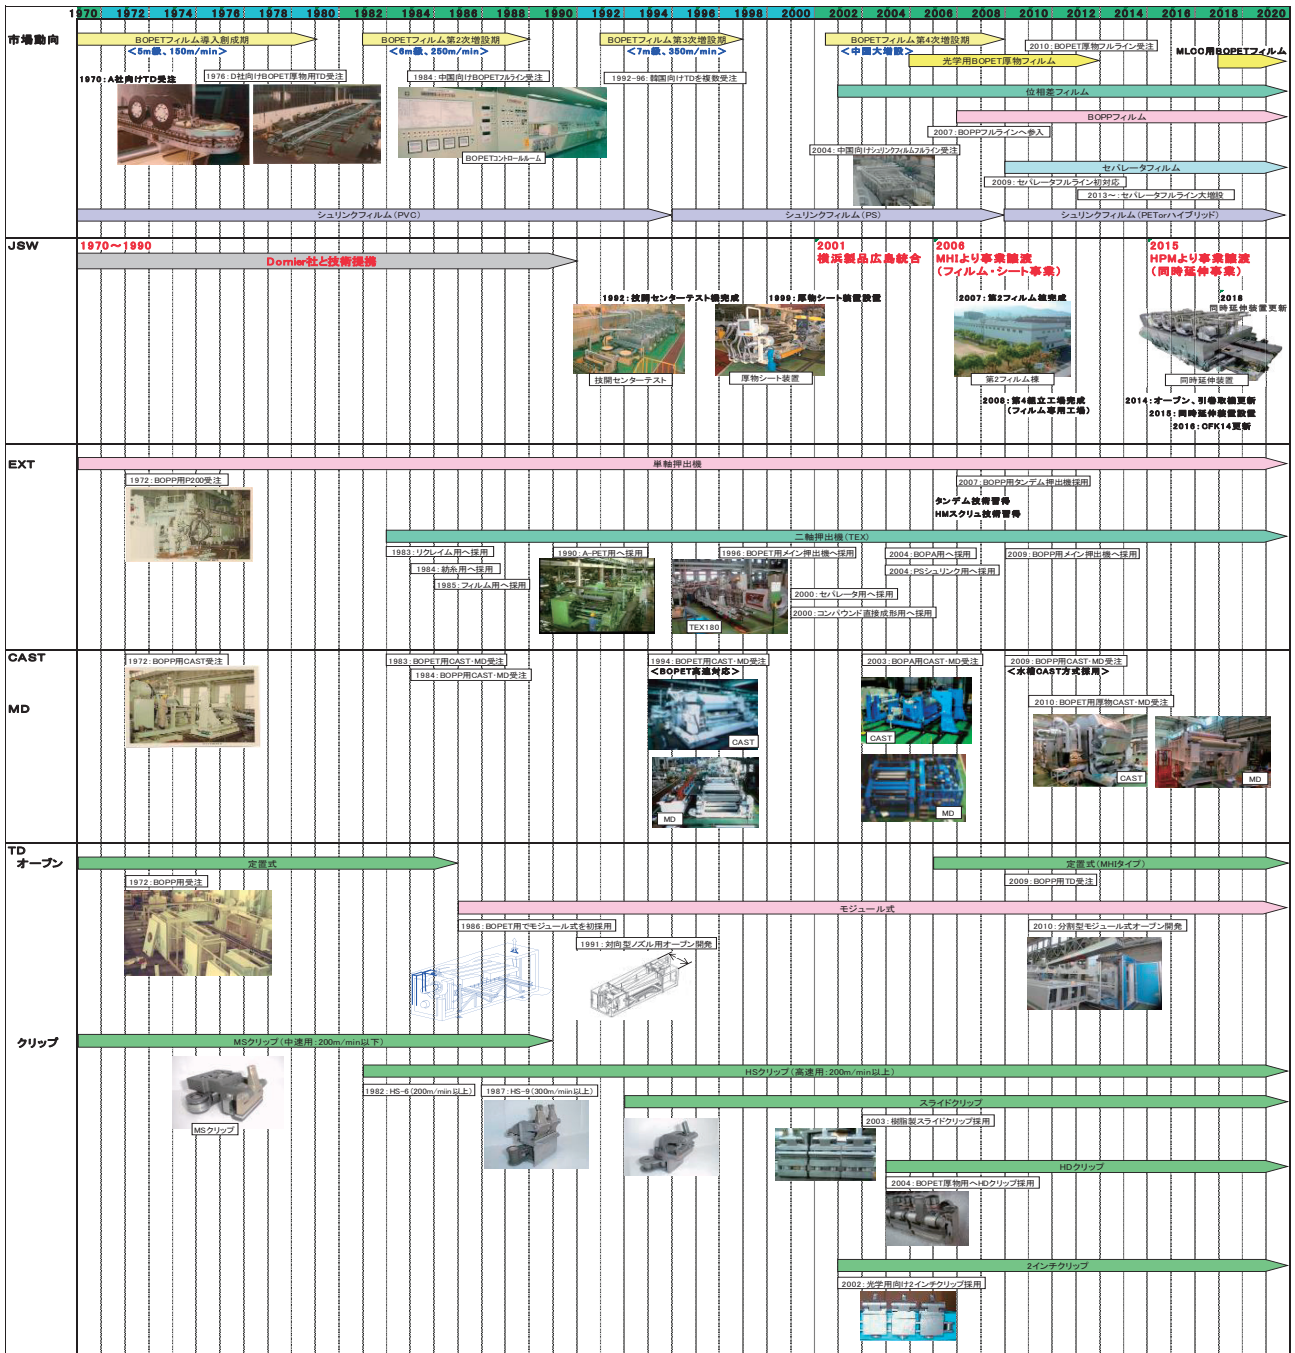 1970 1972 1974 1976 1978 1980 1982 1984 1986 1988 1990 1992 1994 1996 1998 2000 2002 2004 2006 2008 2010 2012 2014 2016 2018 2020
市場動向
BOPETフィルム導入創成期
<5m級、150m/min>
BOPETフィルム第2次増設期
<6m級、250m/min>
BOPETフィルム第3次増設期
<7m級、350m/min>
BOPETフィルム第4次増設期
<中国大増設>
2010:BOPET厚物フルライン受注
MLCC用BOPETフィルム
光学用BOPET厚物フィルム
1970:A社向けTD受注
1976:D社向けBOPET厚物用TD受注
1984:中国向けBOPETフルライン受注
1992-96:韓国向けTDを複数受注
位相差フィルム
BOPPフィルム
2007:BOPPフルラインへ参入
2004:中国向けシュリンクフィルムフルライン受注
BOPETコントロールルーム
セパレータフィルム
2009:セパレータフルライン初対応
2013~:セパレータフルライン大増設
シュリンクフィルム(PVC)
シュリンクフィルム(PS)
シュリンクフィルム(PETorハイブリッド)
JSW
1970~1990
Dornier社と技術提携
2001
横浜製品広島統合
2006
MHIより事業譲渡
(フィルム・シート事業)
2015
HPMより事業譲渡
(同時延伸事業)
1992:技開センターテスト機完成
1999:厚物シート装置設置
2007:第2フィルム棟完成
2016
同時延伸装置更新
技開センターテスト
厚物シート装置
第2フィルム棟
同時延伸装置
2008:第4組立工場完成
(フィルム専用工場)
2014:オーブン、引巻取機更新
2015:同時延伸装置設置
2016:CFK14更新
EXT
単軸押出機
1972:BOPP用P200受注
2007:BOPP用タンデム押出機採用
タンデム技術習得
HMスクリュ技術習得
二軸押出機(TEX)
1983:リクレイム用へ採用
1984:紡糸用へ採用
1985:フィルム用へ採用
1990:A-PET用へ採用
1996:BOPET用メイン押出機へ採用
2004:BOPA用へ採用
2004:PSシュリンク用へ採用
2009:BOPP用メイン押出機へ採用
2000:セパレータ用へ採用
2000:コンパウンド直接成形用へ採用
TEX180
CAST
MD
1972:BOPP用CAST受注
1983:BOPET用CAST・MD受注
1984:BOPP用CAST・MD受注
1994:BOPET用CAST・MD受注
<BOPET高速対応>
2003:BOPA用CAST・MD受注
2009:BOPP用CAST・MD受注
<水槽CAST方式採用>
2010:BOPET用厚物CAST・MD受注
CAST
MD
CAST
MD
CAST
MD
TD
オーブン
定置式
定置式(MHIタイプ)
1972:BOPP用受注
2009:BOPP用TD受注
モジュール式
1986:BOPET用でモジュール式を初採用
1991:対向型ノズル用オーブン開発
2010:分割型モジュール式オーブン開発
クリップ
MSクリップ(中速用:200m/min以下)
HSクリップ(高速用:200m/min以上)
1982:HS-6(200m/miin以上)
1987:HS-9(300m/miin以上)
MSクリップ
スライドクリップ
2003:樹脂製スライドクリップ採用
HDクリップ
2004:BOPET厚物用へHDクリップ採用
2インチクリップ
2002:光学用向け2インチクリップ採用